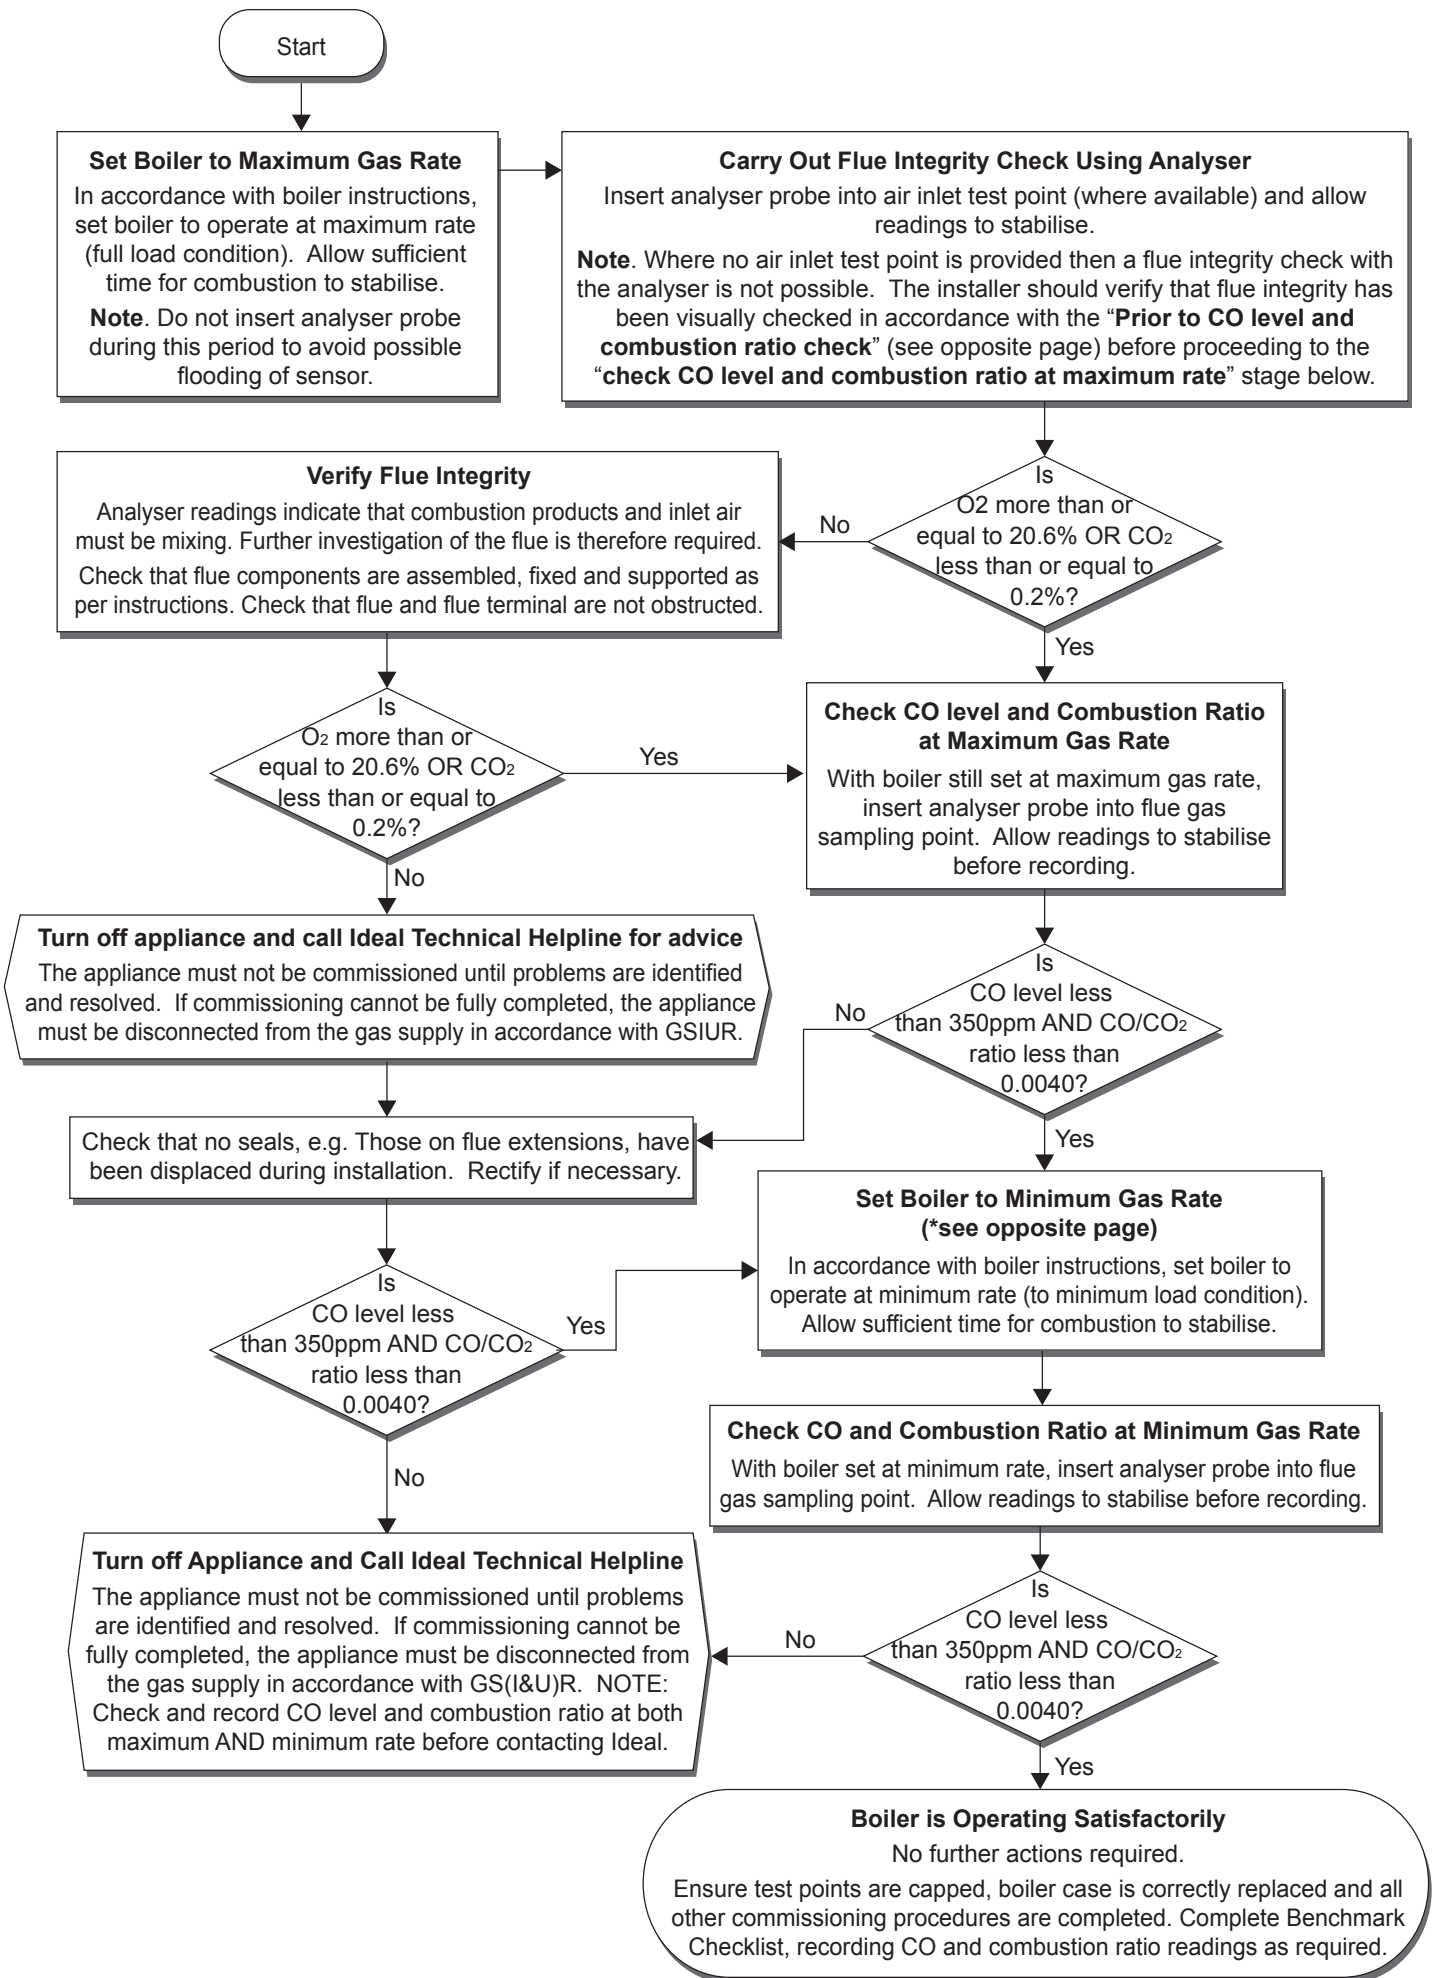 Start
Set Boiler to Maximum Gas Rate
In accordance with boiler instructions,
set boiler to operate at maximum rate
(full load condition). Allow sufficient
time for combustion to stabilise.
Note. Do not insert analyser probe
during this period to avoid possible
flooding of sensor.
Carry Out Flue Integrity Check Using Analyser
Insert analyser probe into air inlet test point (where available) and allow
readings to stabilise.
Note. Where no air inlet test point is provided then a flue integrity check with
the analyser is not possible. The installer should verify that flue integrity has
been visually checked in accordance with the “Prior to CO level and
combustion ratio check” (see opposite page) before proceeding to the
“check CO level and combustion ratio at maximum rate” stage below.
Is
O2 more than or
equal to 20.6% OR CO2
less than or equal to
0.2%?
No
Yes
Verify Flue Integrity
Analyser readings indicate that combustion products and inlet air
must be mixing. Further investigation of the flue is therefore required.
Check that flue components are assembled, fixed and supported as
per instructions. Check that flue and flue terminal are not obstructed.
Is
O2 more than or
equal to 20.6% OR CO2
less than or equal to
0.2%?
Yes
No
Check CO level and Combustion Ratio
at Maximum Gas Rate
With boiler still set at maximum gas rate,
insert analyser probe into flue gas
sampling point. Allow readings to stabilise
before recording.
Turn off appliance and call Ideal Technical Helpline for advice
The appliance must not be commissioned until problems are identified
and resolved. If commissioning cannot be fully completed, the appliance
must be disconnected from the gas supply in accordance with GSIUR.
Is
CO level less
than 350ppm AND CO/CO2
ratio less than
0.0040?
No
Yes
Check that no seals, e.g. Those on flue extensions, have
been displaced during installation. Rectify if necessary.
Set Boiler to Minimum Gas Rate
(*see opposite page)
In accordance with boiler instructions, set boiler to
operate at minimum rate (to minimum load condition).
Allow sufficient time for combustion to stabilise.
Is
CO level less
than 350ppm AND CO/CO2
ratio less than
0.0040?
Yes
No
Check CO and Combustion Ratio at Minimum Gas Rate
With boiler set at minimum rate, insert analyser probe into flue
gas sampling point. Allow readings to stabilise before recording.
Turn off Appliance and Call Ideal Technical Helpline
The appliance must not be commissioned until problems
are identified and resolved. If commissioning cannot be
fully completed, the appliance must be disconnected from
the gas supply in accordance with GS(I&U)R. NOTE:
Check and record CO level and combustion ratio at both
maximum AND minimum rate before contacting Ideal.
Is
CO level less
than 350ppm AND CO/CO2
ratio less than
0.0040?
No
Yes
Boiler is Operating Satisfactorily
No further actions required.
Ensure test points are capped, boiler case is correctly replaced and all
other commissioning procedures are completed. Complete Benchmark
Checklist, recording CO and combustion ratio readings as required.